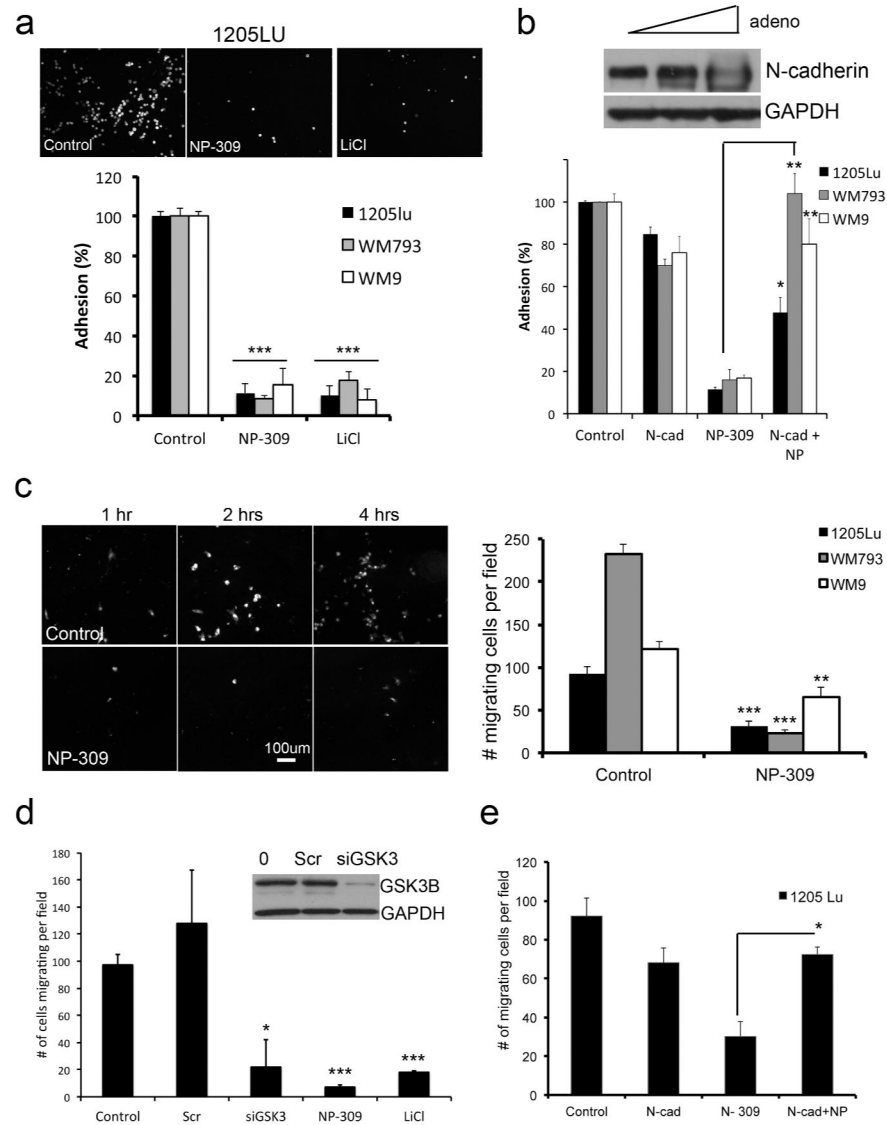 a
1205LU
Control
NP-309
LiCl
120
100
80
60
40
20
0
Adhesion (%)
1205lu
WM793
WM9
***
***
Control
NP-309
LiCl
b
adeno
N-cadherin
GAPDH
120
100
80
60
40
20
0
Adhesion (%)
1205Lu
WM793
WM9
*
**
**
Control
N-cad
NP-309
N-cad +
NP
c
1 hr
2 hrs
4 hrs
Control
NP-309
100um
250
200
150
100
50
0
# migrating cells per field
1205Lu
WM793
WM9
***
***
**
Control
NP-309
d
0
Scr
siGSK3
GSK3B
GAPDH
180
160
140
120
100
80
60
40
20
0
# of cells migrating per field
*
***
***
Control
Scr
siGSK3
NP-309
LiCl
e
120
100
80
60
40
20
0
# of migrating cells per field
1205 Lu
*
Control
N-cad
N- 309
N-cad+NP